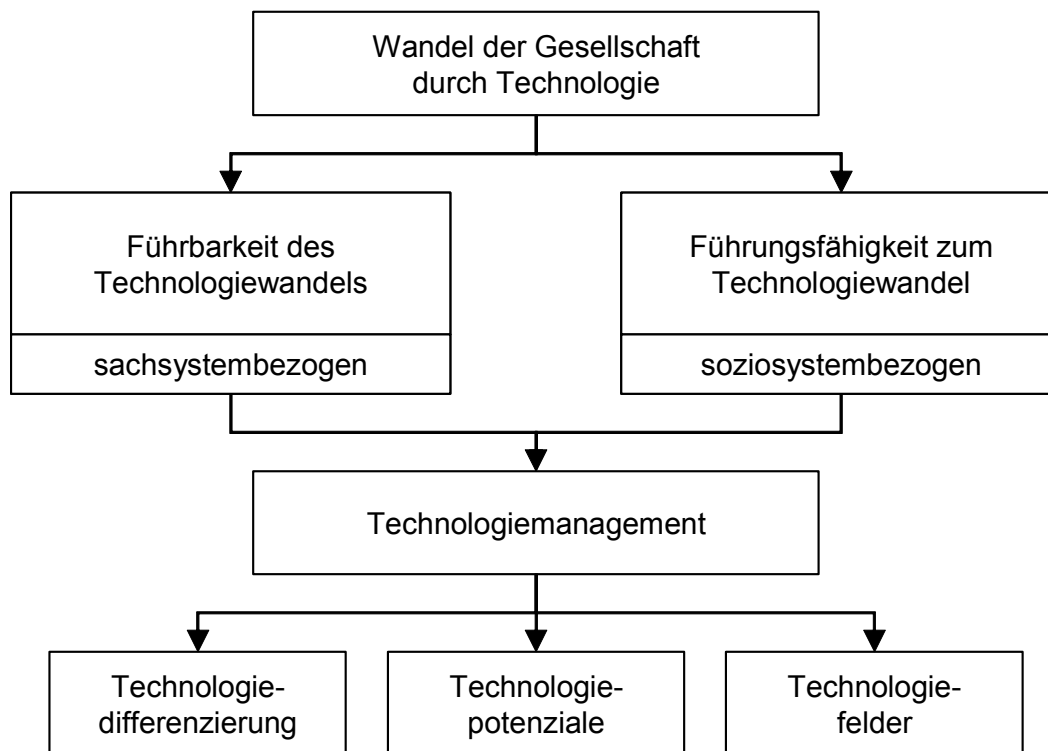 Wandel der Gesellschaft
durch Technologie
Führbarkeit des
Technologiewandels
sachsystembezogen
Führungsfähigkeit zum
Technologiewandel
soziosystembezogen
Technologiemanagement
Technologie-
differenzierung
Technologie-
potenziale
Technologie-
felder